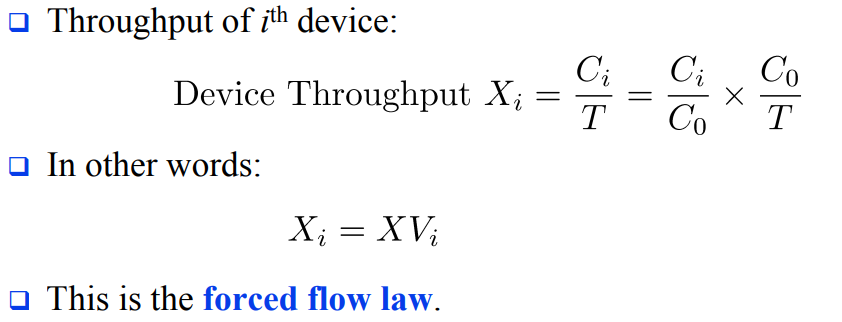 ❑ Throughput of iᵗʰ device:
Device Throughput Xᵢ = Cᵢ/T = Cᵢ/C₀ × C₀/T
❑ In other words:
Xᵢ = XVᵢ
❑ This is the forced flow law.